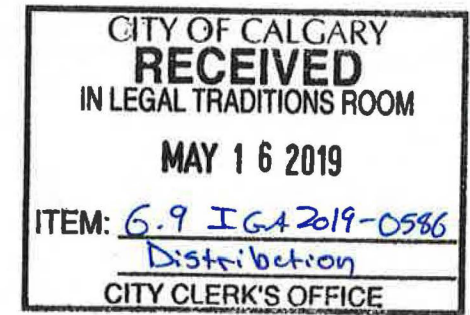 CITY OF CALGARY
RECEIVED
IN LEGAL TRADITIONS ROOM
MAY 1 6 2019
ITEM: 6.9 IGA2019-0586
Distribution
CITY CLERK'S OFFICE